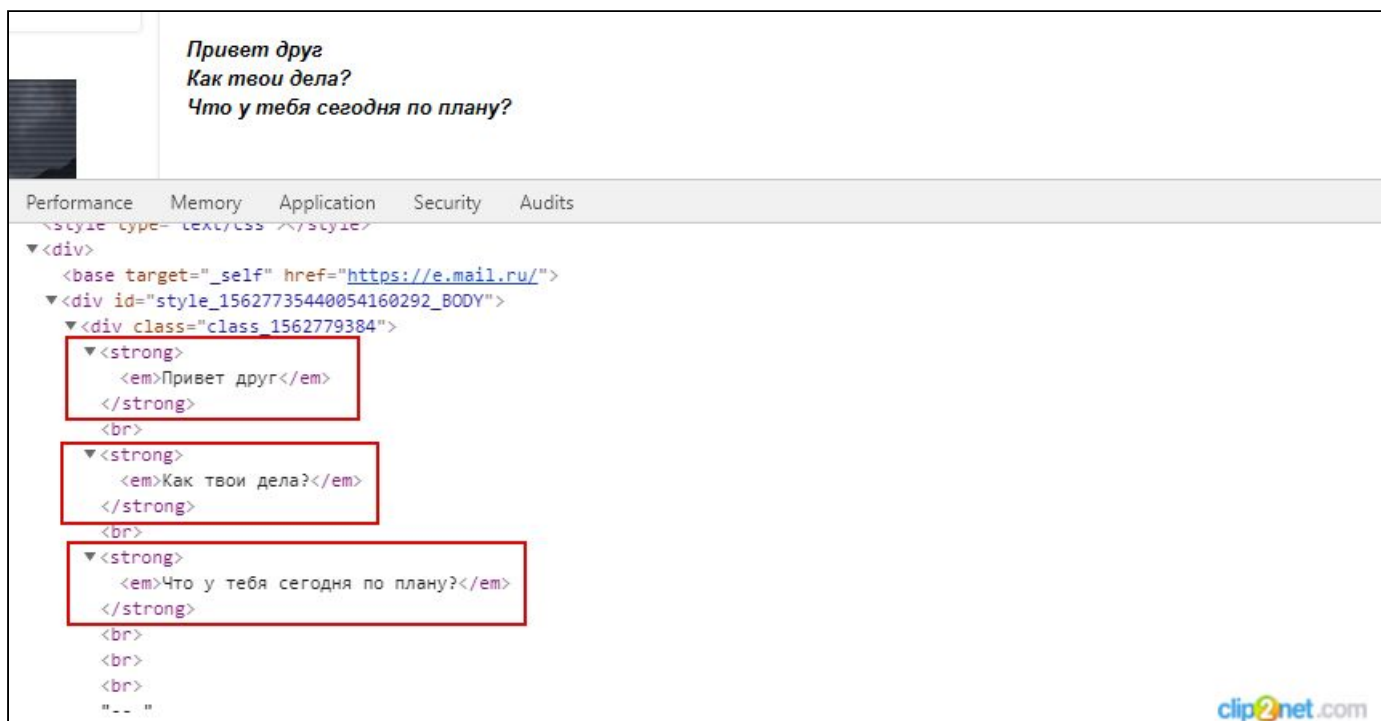 Привет друг
Как твои дела?
Что у тебя сегодня по плану?
Performance Memory Application Security Audits
<style type="text/css"></style>
▼<div>
<base target="_self" href="https://e.mail.ru/">
▼<div id="style_15627735440054160292_BODY">
▼<div class="class_1562779384">
▼<strong>
<em>Привет друг</em>
</strong>
<br>
▼<strong>
<em>Как твои дела?</em>
</strong>
<br>
▼<strong>
<em>Что у тебя сегодня по плану?</em>
</strong>
<br>
<br>
<br>
"-- "
clip2net.com